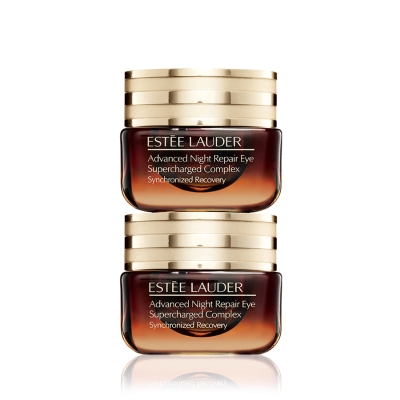 ESTĒE LAUDER
Advanced Night Repair Eye
Supercharged Complex
Synchronized Recovery
ESTĒE LAUDER
Advanced Night Repair Eye
Supercharged Complex
Synchronized Recovery